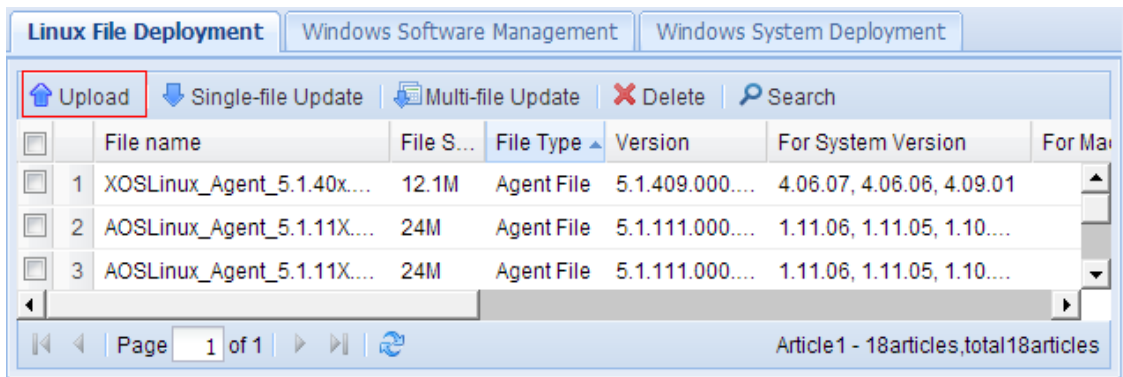 Linux File Deployment Windows Software Management Windows System Deployment
Upload Single-file Update Multi-file Update Delete Search
File name File S... File Type Version For System Version For Mac
1 XOSLinux_Agent_5.1.40x.... 12.1M Agent File 5.1.409.000.... 4.06.07, 4.06.06, 4.09.01
2 AOSLinux_Agent_5.1.11X.... 24M Agent File 5.1.111.000.... 1.11.06, 1.11.05, 1.10....
3 AOSLinux_Agent_5.1.11X.... 24M Agent File 5.1.111.000.... 1.11.06, 1.11.05, 1.10....
Page 1 of 1 Article1 - 18articles,total18articles